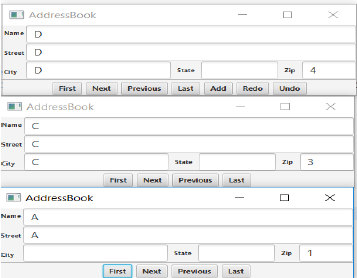 AddressBook
Name D
Street D
City D State Zip 4
First Next Previous Last Add Redo Undo
AddressBook
Name C
Street C
City C State Zip 3
First Next Previous Last
AddressBook
Name A
Street A
City State Zip 1
First Next Previous Last